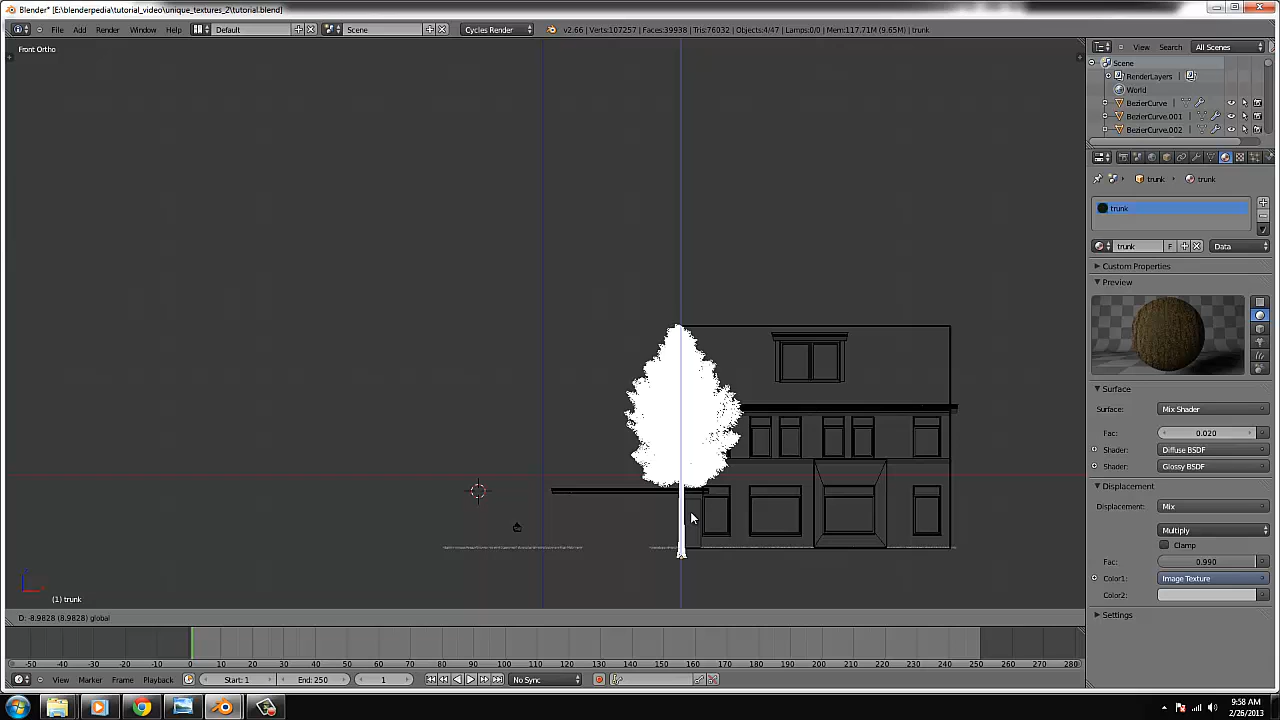 Blender* [E:\blenderpedia\tutorial_video\unique_textures_2\tutorial.blend]
File Add Render Window Help Default Scene Cycles Render v2.66 | Verts:107257 | Faces:39938 | Tris:76032 | Objects:4/47 | Lamps:0/0 | Mem:117.71M (9.65M) | trunk
View Search All Scenes
Front Ortho
Scene
RenderLayers |
World
BezierCurve |
BezierCurve.001
BezierCurve.002
trunk trunk
trunk
trunk F Data
Custom Properties
Preview
Surface
Surface: Mix Shader
Fac: 0.020
Shader: Diffuse BSDF
Shader: Glossy BSDF
Displacement
Displacement: Mix
Multiply
Clamp
Fac: 0.990
Color1: Image Texture
Color2:
Settings
(1) trunk
D: -8.9828 (8.9828) global
-50 -40 -30 -20 -10 0 10 20 30 40 50 60 70 80 90 100 110 120 130 140 150 160 170 180 190 200 210 220 230 240 250 260 270 280
View Marker Frame Playback Start: 1 End: 250 1 No Sync
9:58 AM
2/26/2013